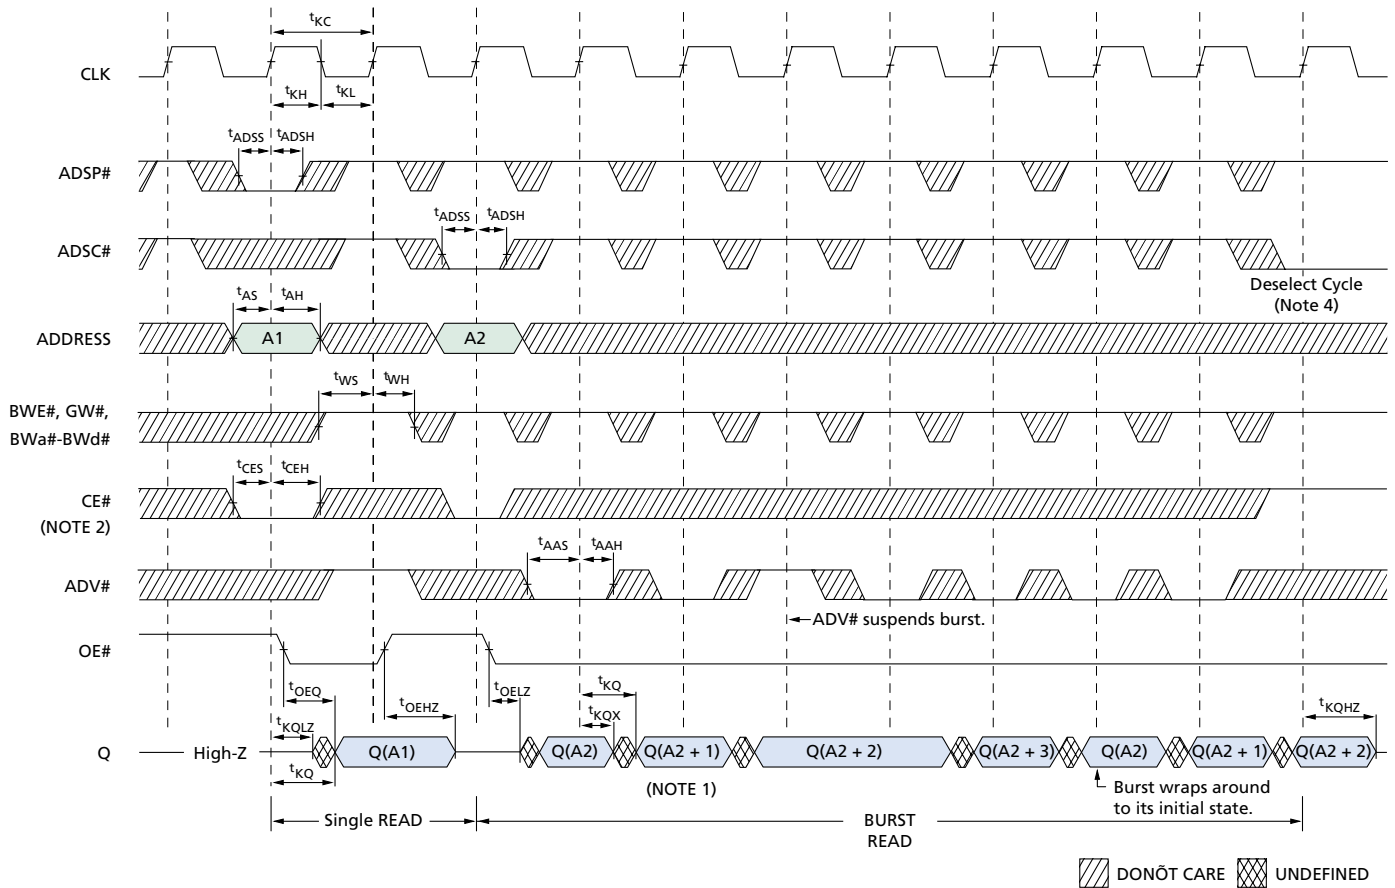 tKC
CLK
tKH
tKL
tADSS
tADSH
ADSP#
tADSS
tADSH
ADSC#
Deselect Cycle
(Note 4)
tAS
tAH
ADDRESS
A1
A2
tWS
tWH
BWE#, GW#,
BWa#-BWd#
tCES
tCEH
CE#
(NOTE 2)
tAAS
tAAH
ADV#
ADV# suspends burst.
OE#
tOEQ
tOEHZ
tOELZ
tKQ
tKQX
tKQHZ
tKQLZ
Q
High-Z
Q(A1)
Q(A2)
Q(A2 + 1)
Q(A2 + 2)
Q(A2 + 3)
Q(A2)
Q(A2 + 1)
Q(A2 + 2)
tKQ
(NOTE 1)
Burst wraps around
to its initial state.
Single READ
BURST
READ
DONÕT CARE
UNDEFINED